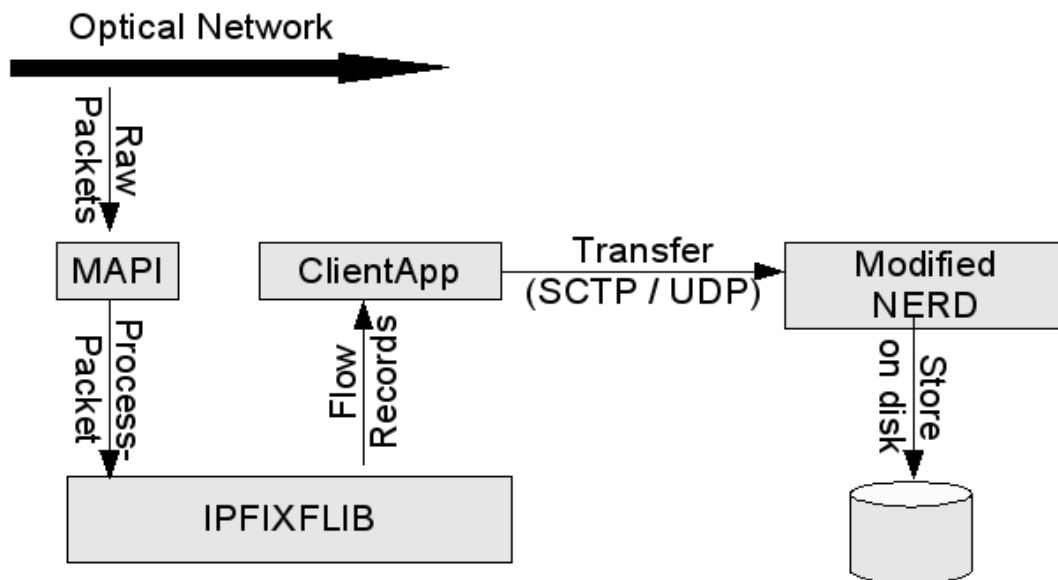 Optical Network
Raw
Packets
MAPI
ClientApp
Transfer
(SCTP / UDP)
Modified
NERD
Process-
Packet
Flow
Records
Store
on disk
IPFIXFLIB